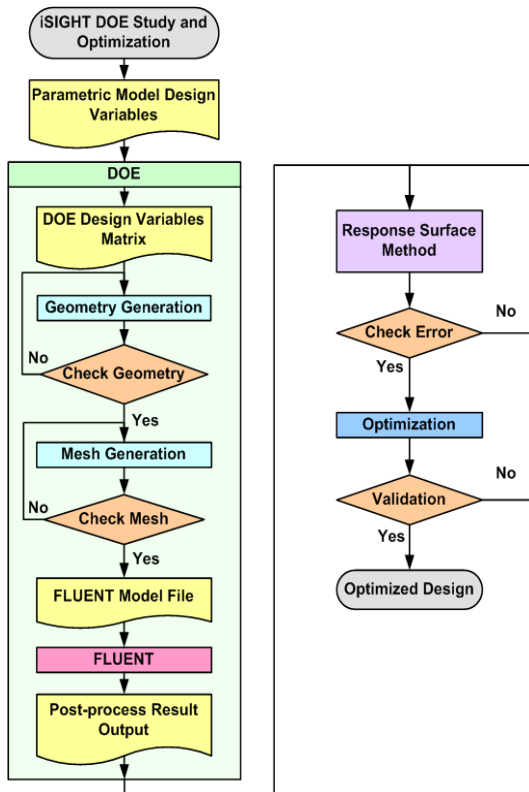 iSIGHT DOE Study and
Optimization
Parametric Model Design
Variables
DOE
DOE Design Variables
Matrix
Geometry Generation
No
Check Geometry
Yes
Mesh Generation
No
Check Mesh
Yes
FLUENT Model File
FLUENT
Post-process Result
Output
Response Surface
Method
No
Check Error
Yes
Optimization
No
Validation
Yes
Optimized Design